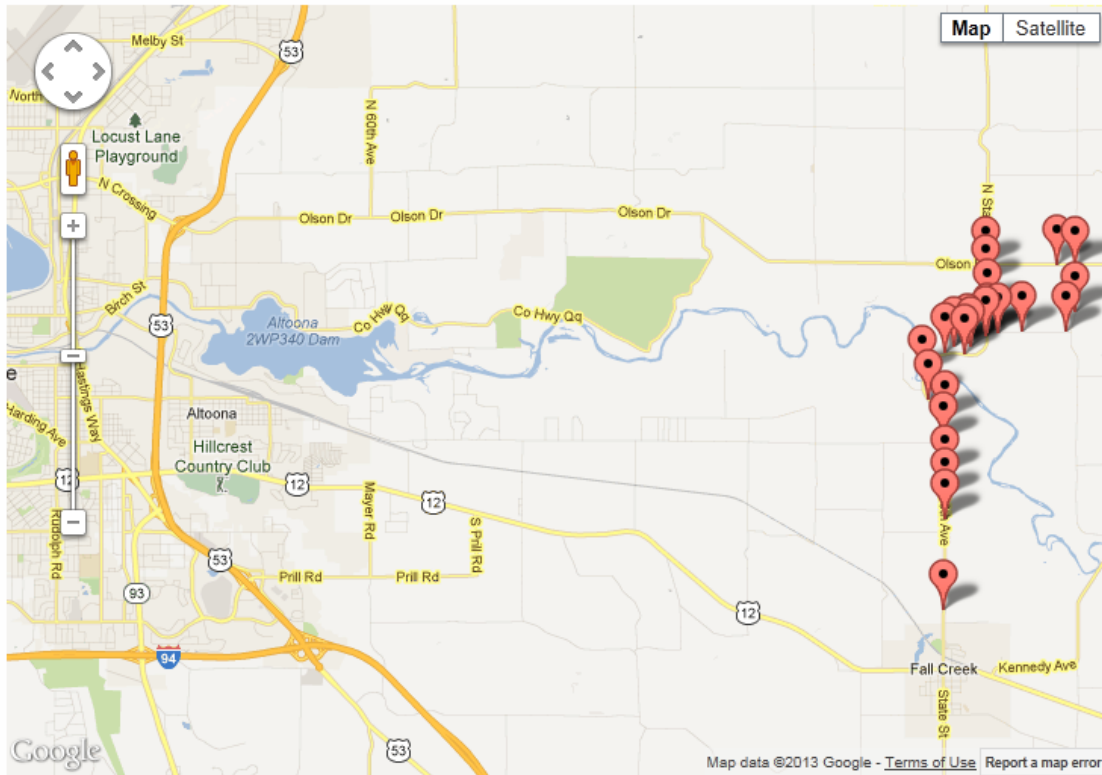 Map
Satellite
Melby St
53
North
Locust Lane
Playground
N 60th Ave
N Crossing
Olson Dr
Olson Dr
Olson Dr
N Sta
Olson
Birch St
53
Altoona
2WP340 Dam
Co Hwy Qq
Co Hwy Qq
e
Hastings Way
Harding Ave
Altoona
Hillcrest
Country Club
12
12
12
Rudolph Rd
Mayer Rd
S Prill Rd
Ave
53
Prill Rd
Prill Rd
93
12
94
Fall Creek
Kennedy Ave
State St
53
Google
Map data ©2013 Google - Terms of Use
Report a map error